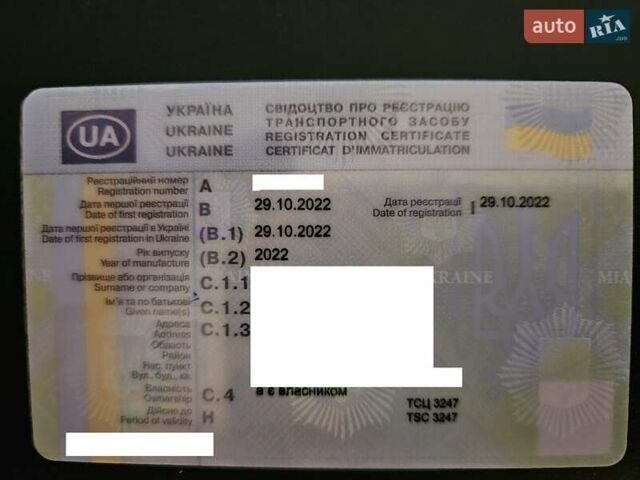 auto RIA.com
УКРАЇНА СВІДОЦТВО ПРО РЕЄСТРАЦІЮ
UKRAINE ТРАНСПОРТНОГО ЗАСОБУ
UA
REGISTRATION CERTIFICATE
UKRAINE CERTIFICAT D'IMMATRICULATION
Реєстраційний номер
Registration number A
Дата першої реєстрації
Date of first registration B 29.10.2022
Дата реєстрації
Date of registration I 29.10.2022
Дата першої реєстрації в Україні
Date of first registration in Ukraine (B.1) 29.10.2022
Рік випуску
Year of manufacture (B.2) 2022
Прізвище або організація
Surname or company C.1.1
Ім'я та по батькові
Given name(s) C.1.2
Адреса
Address C.1.3
Область
Район
Нас. пункт
Вул., буд., кв.
Власність
Ownership C.4 а є власником
Дійсно до
Period of validity H
ТСЦ 3247
TSC 3247